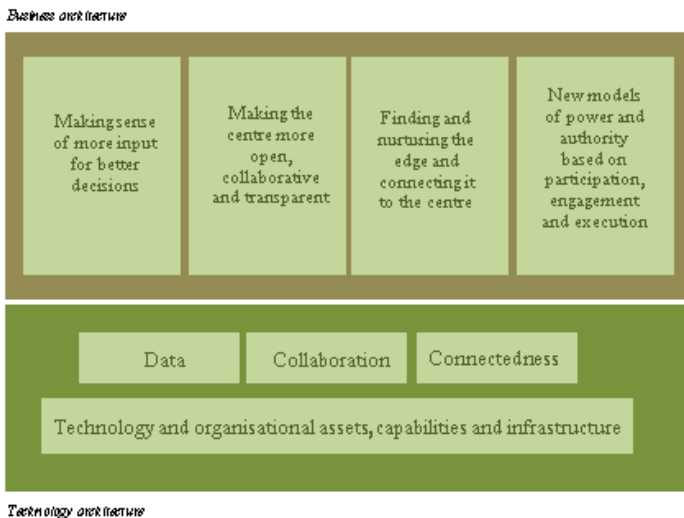 Business architecture
Making sense
of more input
for better
decisions
Making the
centre more
open,
collaborative
and transparent
Finding and
nurturing the
edge and
connecting it
to the centre
New models
of power and
authority
based on
participation,
engagement
and execution
Data
Collaboration
Connectedness
Technology and organisational assets, capabilities and infrastructure
Technology architecture